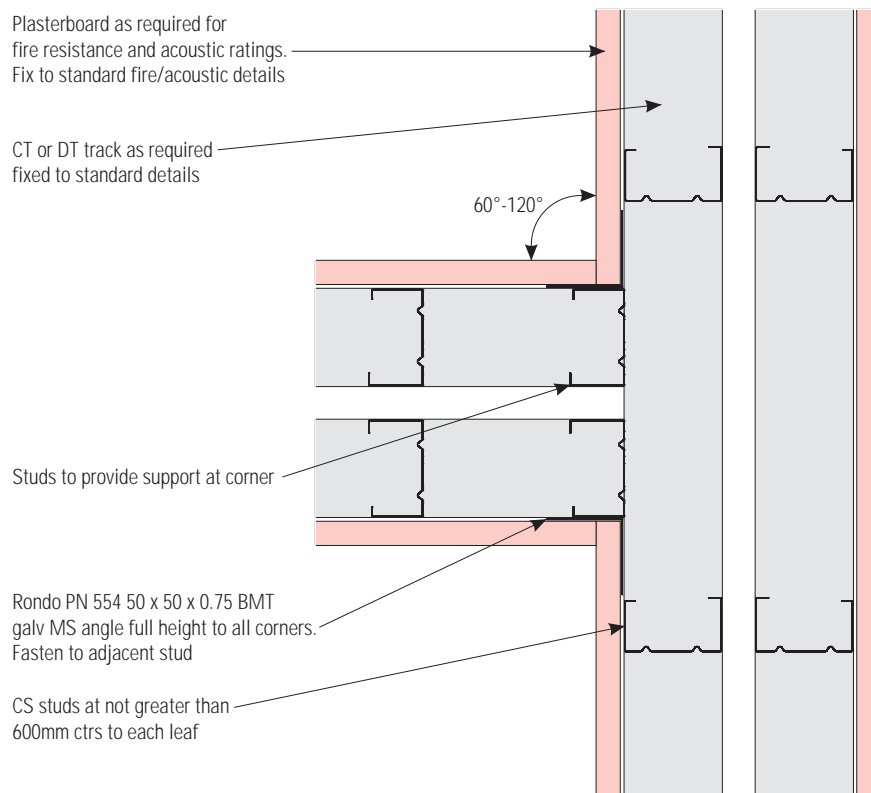 Plasterboard as required for
fire resistance and acoustic ratings.
Fix to standard fire/acoustic details
CT or DT track as required
fixed to standard details
60°-120°
Studs to provide support at corner
Rondo PN 554 50 x 50 x 0.75 BMT
galv MS angle full height to all corners.
Fasten to adjacent stud
CS studs at not greater than
600mm ctrs to each leaf